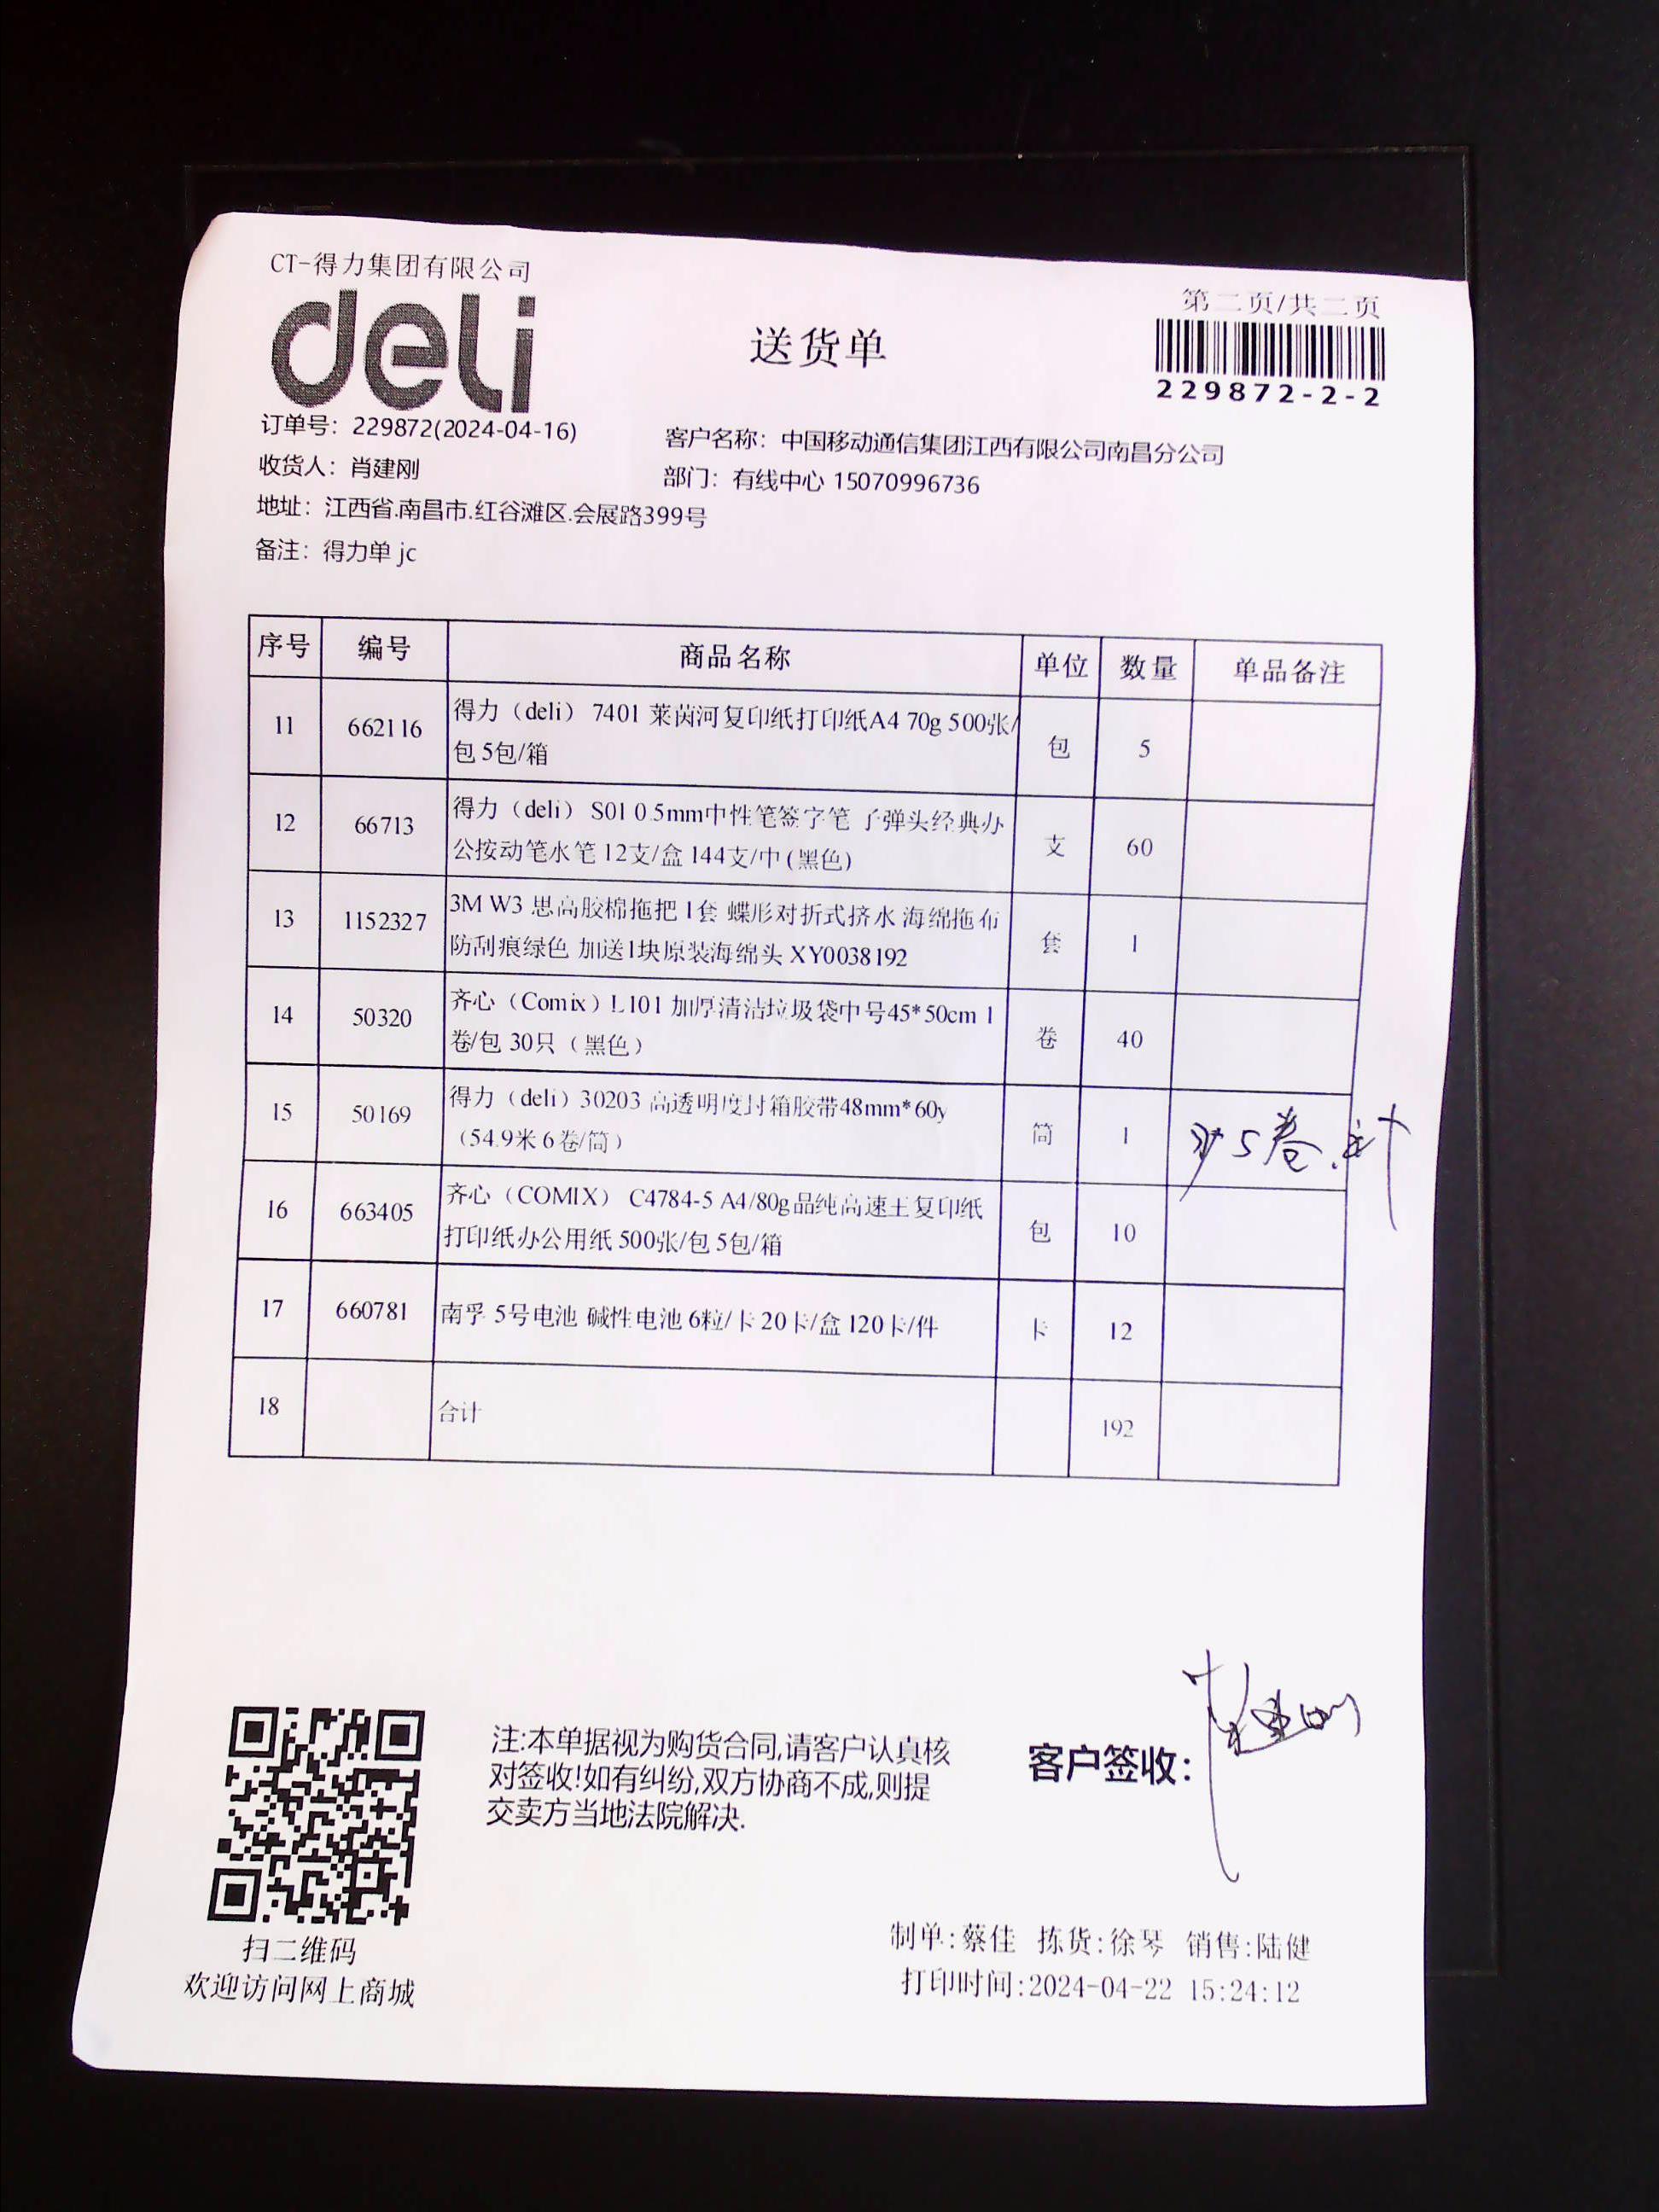 CT-得力集团有限公司
deli
送货单
第二页/共二页
229872-2-2
订单号：229872(2024-04-16)
客户名称：中国移动通信集团江西有限公司南昌分公司
收货人：肖建刚
部门：有线中心 15070996736
地址：江西省.南昌市.红谷滩区.会展路399号
备注：得力单 jc
序号 编号 商品名称 单位 数量 单品备注
11 662116 得力（deli） 7401 莱茵河复印纸打印纸A4 70g 500张/
包 5包/箱 包 5
12 66713 得力（deli） S01 0.5mm中性笔签字笔 子弹头经典办
公按动笔水笔 12支/盒 144支/中 (黑色) 支 60
13 1152327 3M W3 思高胶棉拖把 1套 蝶形对折式挤水 海绵拖布
防刮痕绿色 加送1块原装海绵头 XY0038192 套 1
14 50320 齐心（Comix）L101 加厚清洁垃圾袋中号45*50cm 1
卷/包 30只（黑色） 卷 40
15 50169 得力（deli）30203 高透明度封箱胶带48mm*60y
（54.9米 6卷/筒） 筒 1 5卷
16 663405 齐心（COMIX） C4784-5 A4/80g品纯高速王复印纸
打印纸办公用纸 500张/包 5包/箱 包 10
17 660781 南孚 5号电池 碱性电池 6粒/卡 20卡/盒 120卡/件 卡 12
18 合计 192
注:本单据视为购货合同,请客户认真核
对签收!如有纠纷,双方协商不成,则提
交卖方当地法院解决.
客户签收：肖建刚
扫二维码
欢迎访问网上商城
制单:蔡佳 拣货:徐琴 销售:陆健
打印时间:2024-04-22 15:24:12